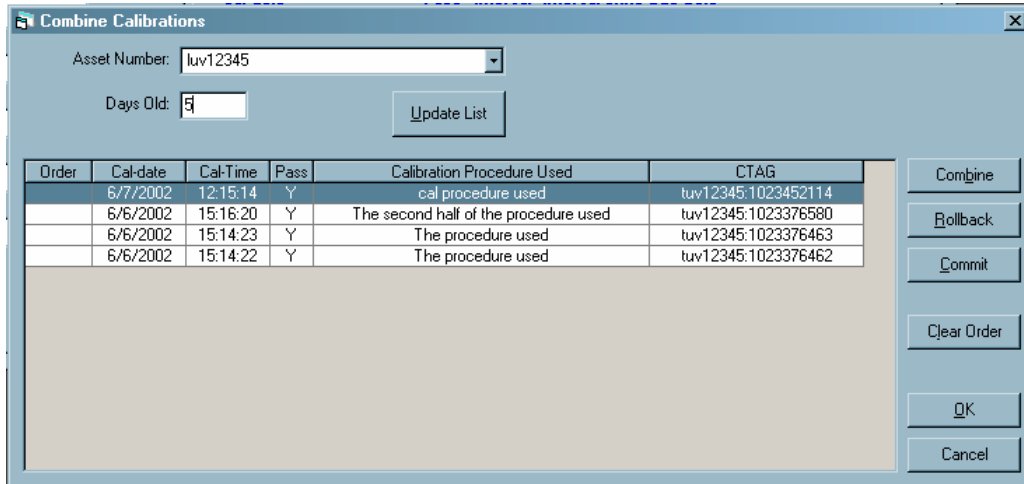 Combine Calibrations
Asset Number: luv12345
Days Old: 5
Update List
Order Cal-date Cal-Time Pass Calibration Procedure Used CTAG
6/7/2002 12:15:14 Y cal procedure used tuv12345:1023452114
6/6/2002 15:16:20 Y The second half of the procedure used tuv12345:1023376580
6/6/2002 15:14:23 Y The procedure used tuv12345:1023376463
6/6/2002 15:14:22 Y The procedure used tuv12345:1023376462
Combine
Rollback
Commit
Clear Order
OK
Cancel